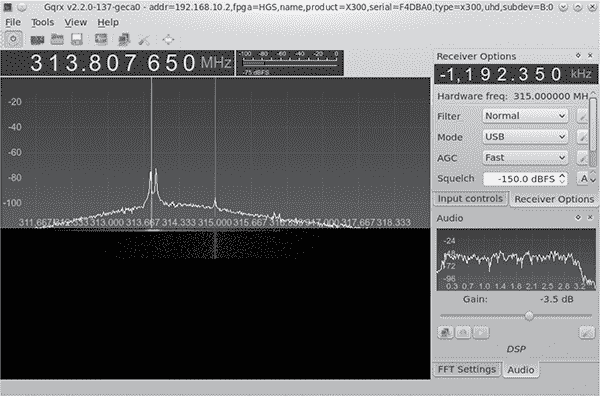 Gqrx v2.2.0-137-geca0 - addr=192.168.10.2,fpga=HGS,name,product=X300,serial=F4DBA0,type=x300,uhd,subdev=B:0
File Tools View Help
313.807 650 MHz
-100 -80 -60 -40 -20 0
-75 dBFS
-20
-40
-60
-80
-100
313.000 313.667 314.333 315.000 315.667 317.000 317.667 318.333
Receiver Options
-1,192.350 kHz
Hardware freq: 315.000000 MH
Filter Normal
Mode USB
AGC Fast
Squelch -150.0 dBFS A
Input controls Receiver Options
Audio
-24
-48
-72
-96
0.3 0.7 1.0 1.4 1.8 2.1 2.5 2.8 3.2
Gain: -3.5 dB
DSP
FFT Settings Audio